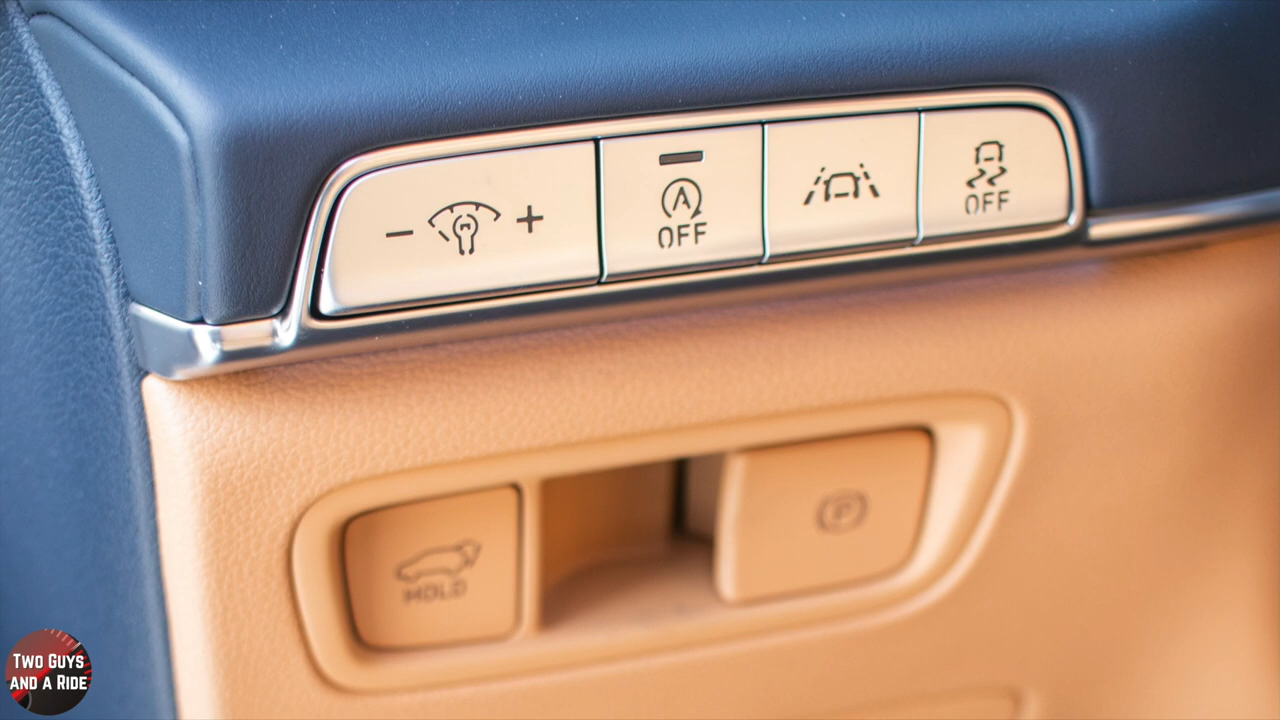 - +
A
OFF
OFF
HOLD
P
TWO GUYS
AND A RIDE